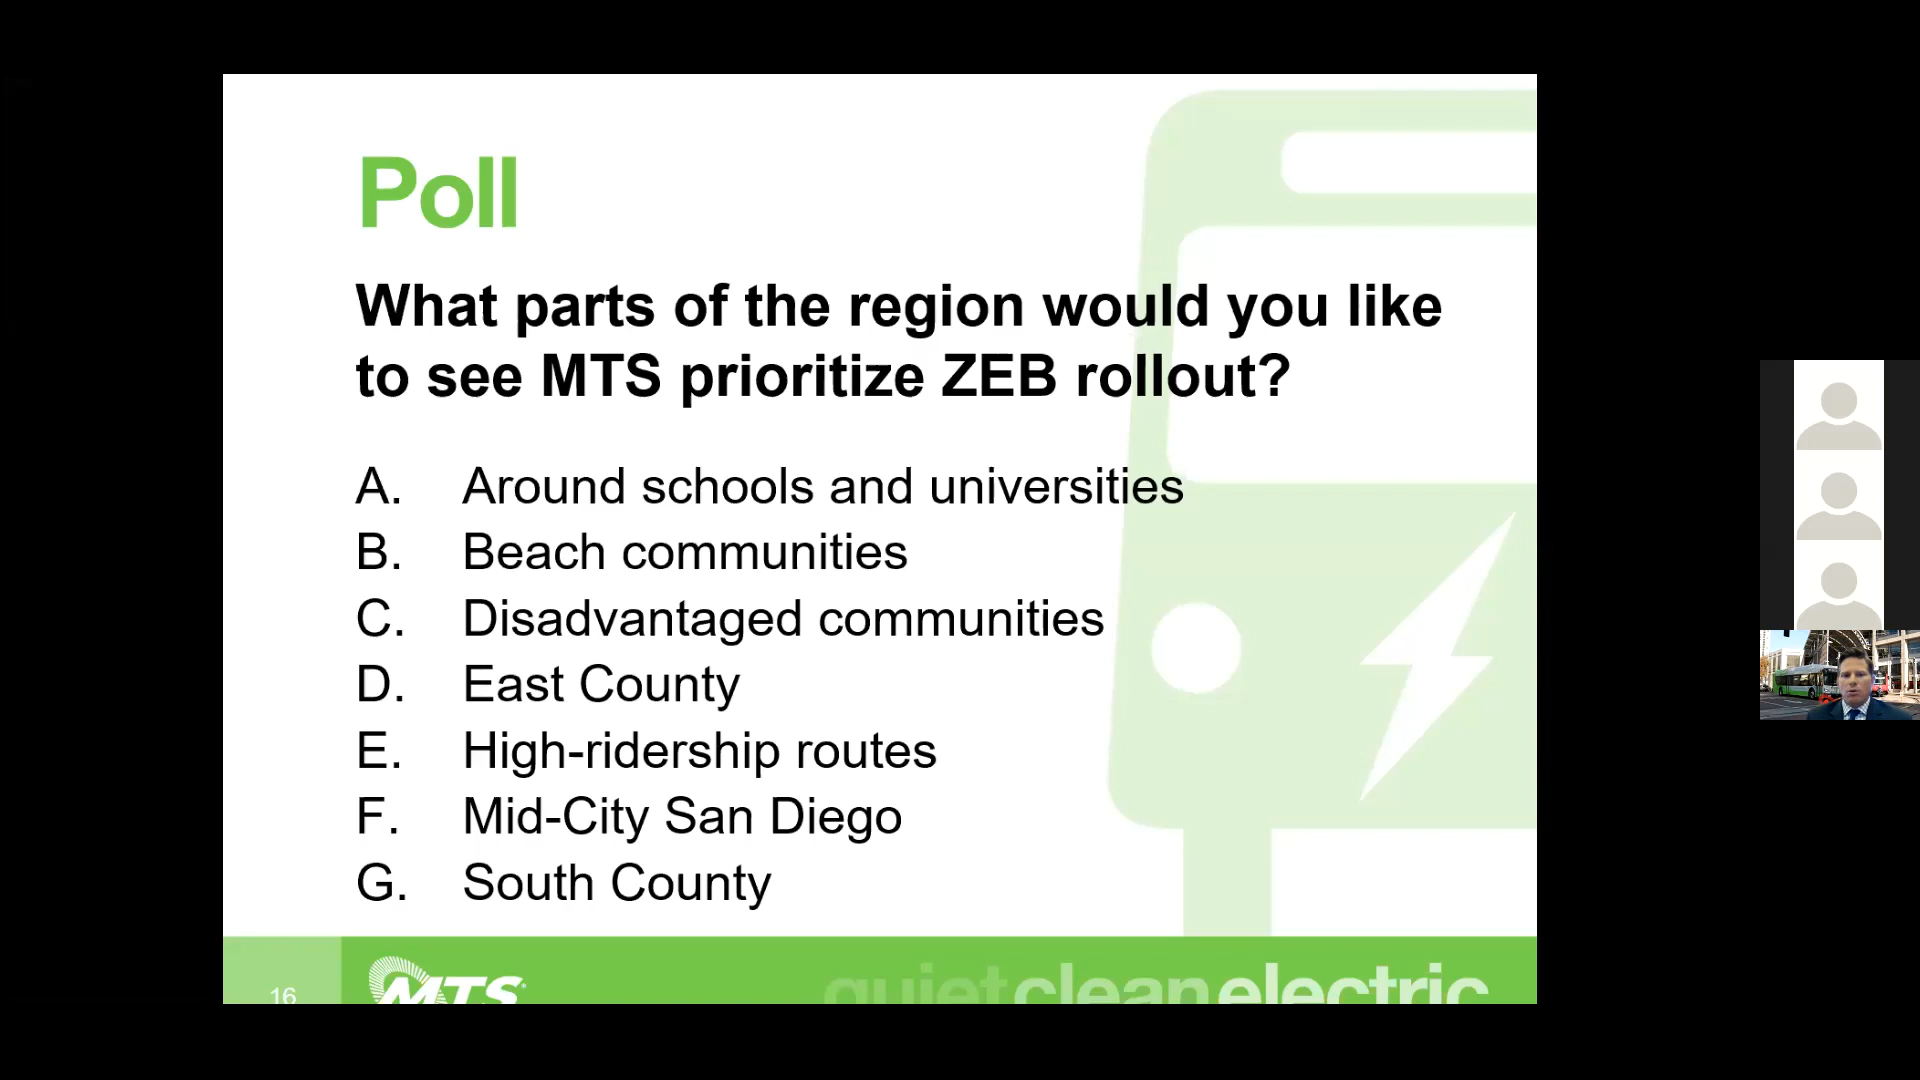 Poll
What parts of the region would you like
to see MTS prioritize ZEB rollout?
A. Around schools and universities
B. Beach communities
C. Disadvantaged communities
D. East County
E. High-ridership routes
F. Mid-City San Diego
G. South County
16 MTS quietcleanelectric